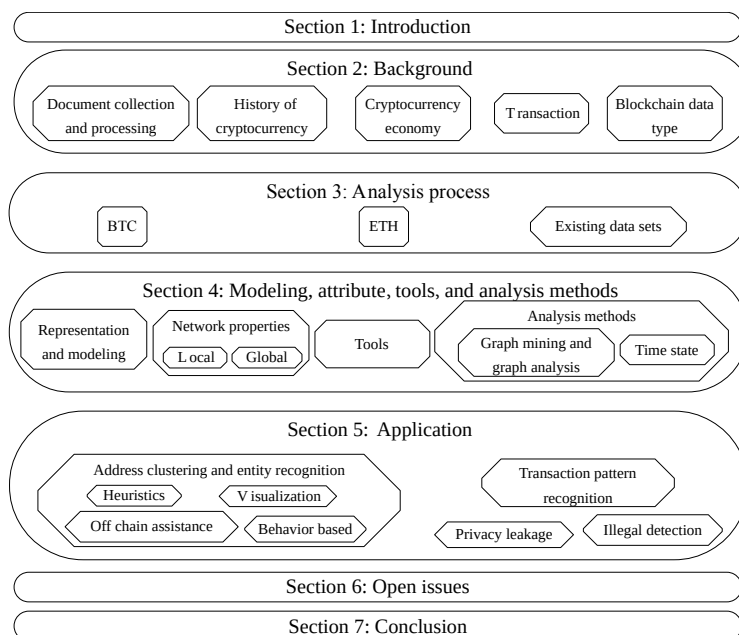 Section 1: Introduction
Section 2: Background
Document collection
and processing
History of
cryptocurrency
Cryptocurrency
economy
Transaction
Blockchain data
type
Section 3: Analysis process
BTC
ETH
Existing data sets
Section 4: Modeling, attribute, tools, and analysis methods
Representation
and modeling
Network properties
Local
Global
Tools
Analysis methods
Graph mining and
graph analysis
Time state
Section 5: Application
Address clustering and entity recognition
Heuristics
Visualization
Off chain assistance
Behavior based
Transaction pattern
recognition
Privacy leakage
Illegal detection
Section 6: Open issues
Section 7: Conclusion